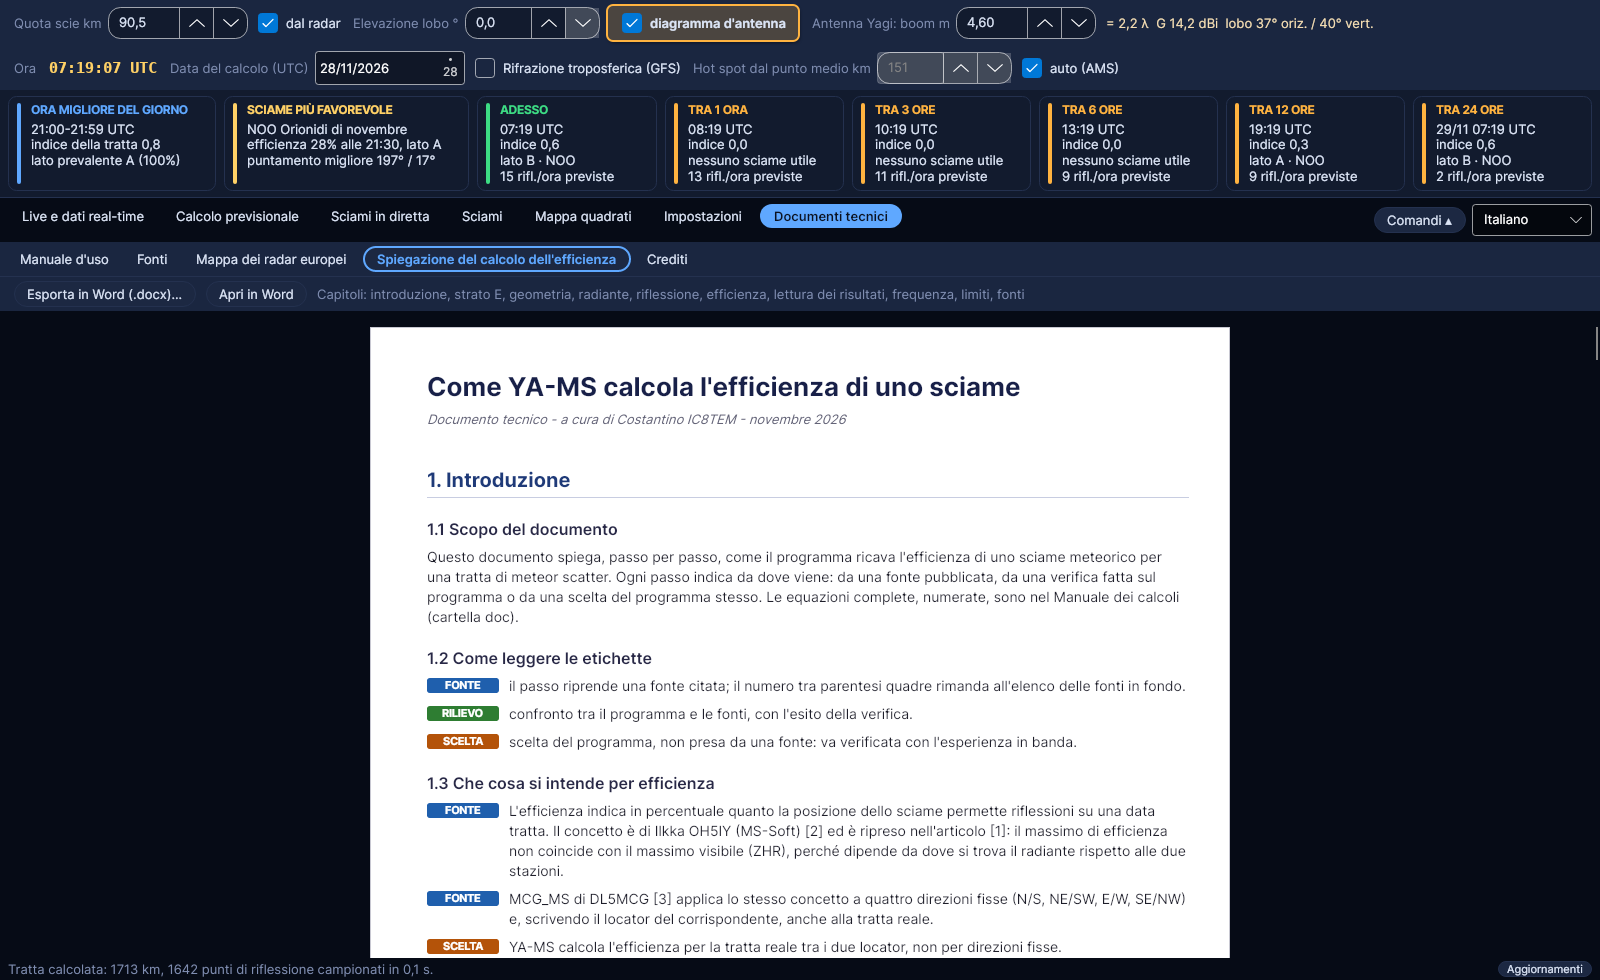 Quota scie km 90,5 dal radar Elevazione lobo ° 0,0 diagramma d'antenna Antenna Yagi: boom m 4,60 = 2,2 λ G 14,2 dBi lobo 37° oriz. / 40° vert.
Ora 07:19:07 UTC Data del calcolo (UTC) 28/11/2026 28 Rifrazione troposferica (GFS) Hot spot dal punto medio km 151 auto (AMS)
ORA MIGLIORE DEL GIORNO
21:00-21:59 UTC
indice della tratta 0,8
lato prevalente A (100%)
SCIAME PIÙ FAVOREVOLE
NOO Orionidi di novembre
efficienza 28% alle 21:30, lato A
puntamento migliore 197° / 17°
ADESSO
07:19 UTC
indice 0,6
lato B · NOO
15 rifl./ora previste
TRA 1 ORA
08:19 UTC
indice 0,0
nessuno sciame utile
13 rifl./ora previste
TRA 3 ORE
10:19 UTC
indice 0,0
nessuno sciame utile
11 rifl./ora previste
TRA 6 ORE
13:19 UTC
indice 0,0
nessuno sciame utile
9 rifl./ora previste
TRA 12 ORE
19:19 UTC
indice 0,3
lato A · NOO
9 rifl./ora previste
TRA 24 ORE
29/11 07:19 UTC
indice 0,6
lato B · NOO
2 rifl./ora previste
Live e dati real-time Calcolo previsionale Sciami in diretta Sciami Mappa quadrati Impostazioni Documenti tecnici Comandi ▴ Italiano
Manuale d'uso Fonti Mappa dei radar europei Spiegazione del calcolo dell'efficienza Crediti
Esporta in Word (.docx)... Apri in Word Capitoli: introduzione, strato E, geometria, radiante, riflessione, efficienza, lettura dei risultati, frequenza, limiti, fonti
Come YA-MS calcola l'efficienza di uno sciame
Documento tecnico - a cura di Costantino IC8TEM - novembre 2026
1. Introduzione
1.1 Scopo del documento
Questo documento spiega, passo per passo, come il programma ricava l'efficienza di uno sciame meteorico per
una tratta di meteor scatter. Ogni passo indica da dove viene: da una fonte pubblicata, da una verifica fatta sul
programma o da una scelta del programma stesso. Le equazioni complete, numerate, sono nel Manuale dei calcoli
(cartella doc).
1.2 Come leggere le etichette
FONTE il passo riprende una fonte citata; il numero tra parentesi quadre rimanda all'elenco delle fonti in fondo.
RILIEVO confronto tra il programma e le fonti, con l'esito della verifica.
SCELTA scelta del programma, non presa da una fonte: va verificata con l'esperienza in banda.
1.3 Che cosa si intende per efficienza
FONTE L'efficienza indica in percentuale quanto la posizione dello sciame permette riflessioni su una data
tratta. Il concetto è di Ilkka OH5IY (MS-Soft) [2] ed è ripreso nell'articolo [1]: il massimo di efficienza
non coincide con il massimo visibile (ZHR), perché dipende da dove si trova il radiante rispetto alle due
stazioni.
FONTE MCG_MS di DL5MCG [3] applica lo stesso concetto a quattro direzioni fisse (N/S, NE/SW, E/W, SE/NW)
e, scrivendo il locator del corrispondente, anche alla tratta reale.
SCELTA YA-MS calcola l'efficienza per la tratta reale tra i due locator, non per direzioni fisse.
Tratta calcolata: 1713 km, 1642 punti di riflessione campionati in 0,1 s. Aggiornamenti